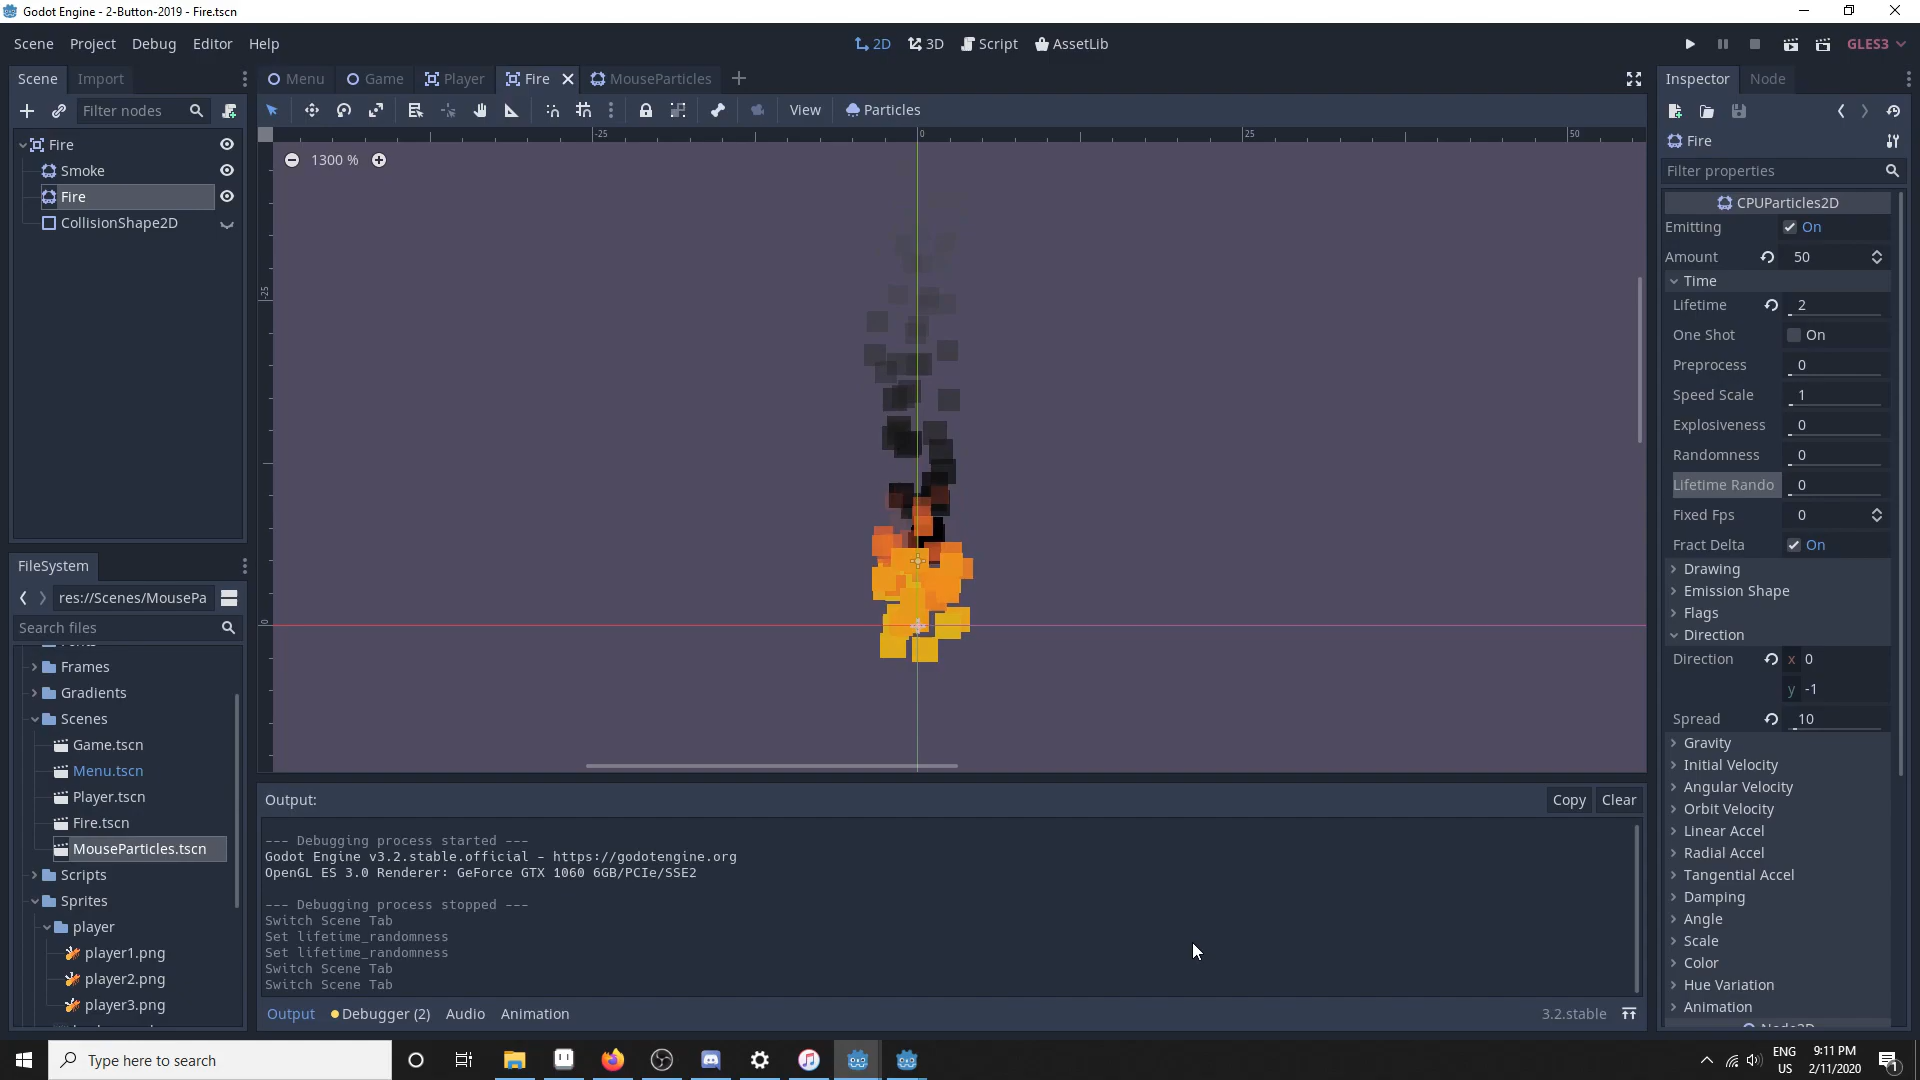 Godot Engine - 2-Button-2019 - Fire.tscn
Scene Project Debug Editor Help
2D 3D Script AssetLib
GLES3
Scene Import
Menu Game Player Fire MouseParticles
Inspector Node
Filter nodes
View Particles
Fire
Smoke
Fire
CollisionShape2D
-25 0 25 50
1300 %
-25
0
FileSystem
res://Scenes/MousePa
Search files
Frames
Gradients
Scenes
Game.tscn
Menu.tscn
Player.tscn
Fire.tscn
MouseParticles.tscn
Scripts
Sprites
player
player1.png
player2.png
player3.png
Output:
Copy Clear
--- Debugging process started ---
Godot Engine v3.2.stable.official - https://godotengine.org
OpenGL ES 3.0 Renderer: GeForce GTX 1060 6GB/PCIe/SSE2
--- Debugging process stopped ---
Switch Scene Tab
Set lifetime_randomness
Set lifetime_randomness
Switch Scene Tab
Switch Scene Tab
Output Debugger (2) Audio Animation
3.2.stable
Fire
Filter properties
CPUParticles2D
Emitting On
Amount 50
Time
Lifetime 2
One Shot On
Preprocess 0
Speed Scale 1
Explosiveness 0
Randomness 0
Lifetime Rando 0
Fixed Fps 0
Fract Delta On
Drawing
Emission Shape
Flags
Direction
Direction x 0
y -1
Spread 10
Gravity
Initial Velocity
Angular Velocity
Orbit Velocity
Linear Accel
Radial Accel
Tangential Accel
Damping
Angle
Scale
Color
Hue Variation
Animation
Type here to search
ENG
US
9:11 PM
2/11/2020
1